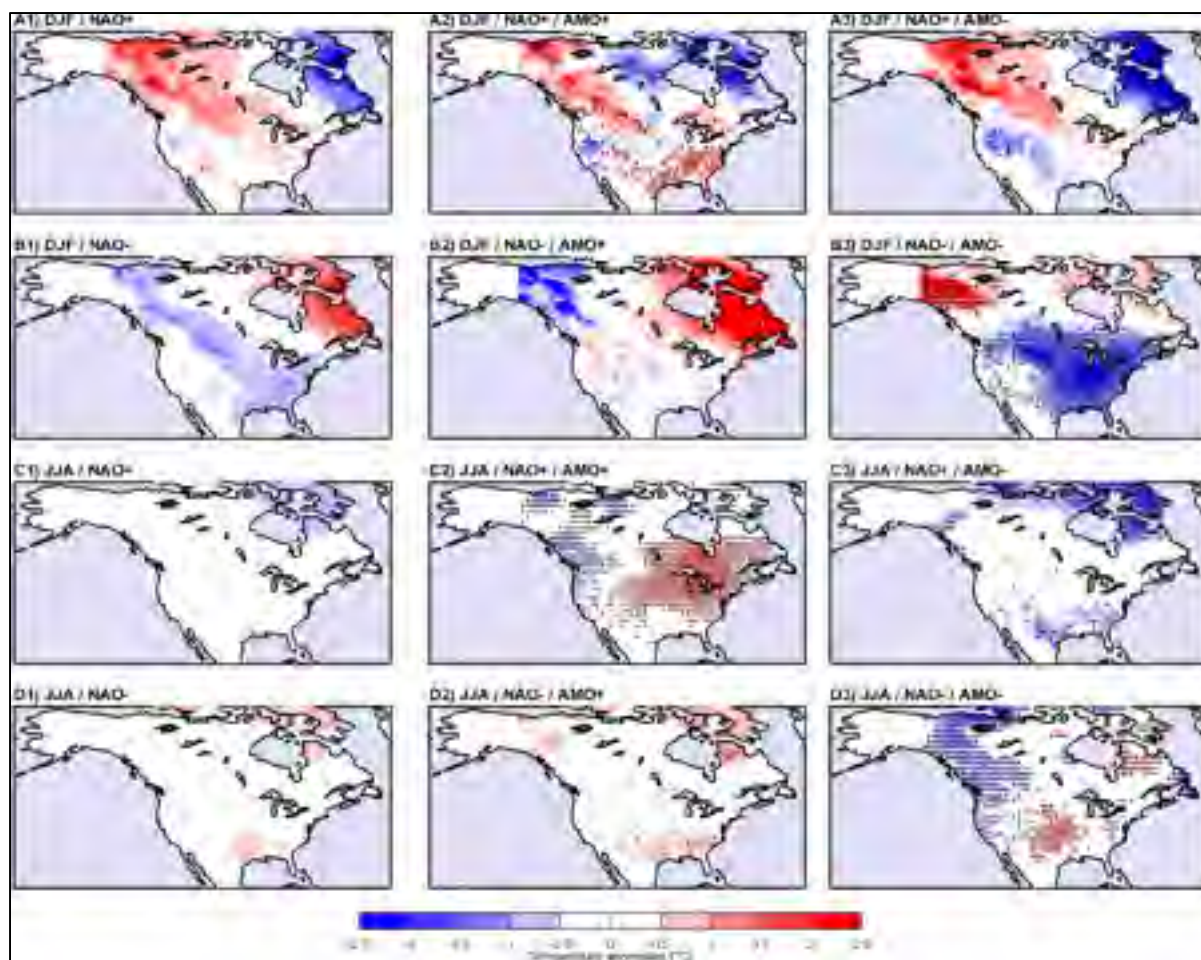 A1) DJF / NAO+
A2) DJF / NAO+ / AMO+
A3) DJF / NAO+ / AMO-
B1) DJF / NAO-
B2) DJF / NAO- / AMO+
B3) DJF / NAO- / AMO-
C1) JJA / NAO+
C2) JJA / NAO+ / AMO+
C3) JJA / NAO+ / AMO-
D1) JJA / NAO-
D2) JJA / NAO- / AMO+
D3) JJA / NAO- / AMO-